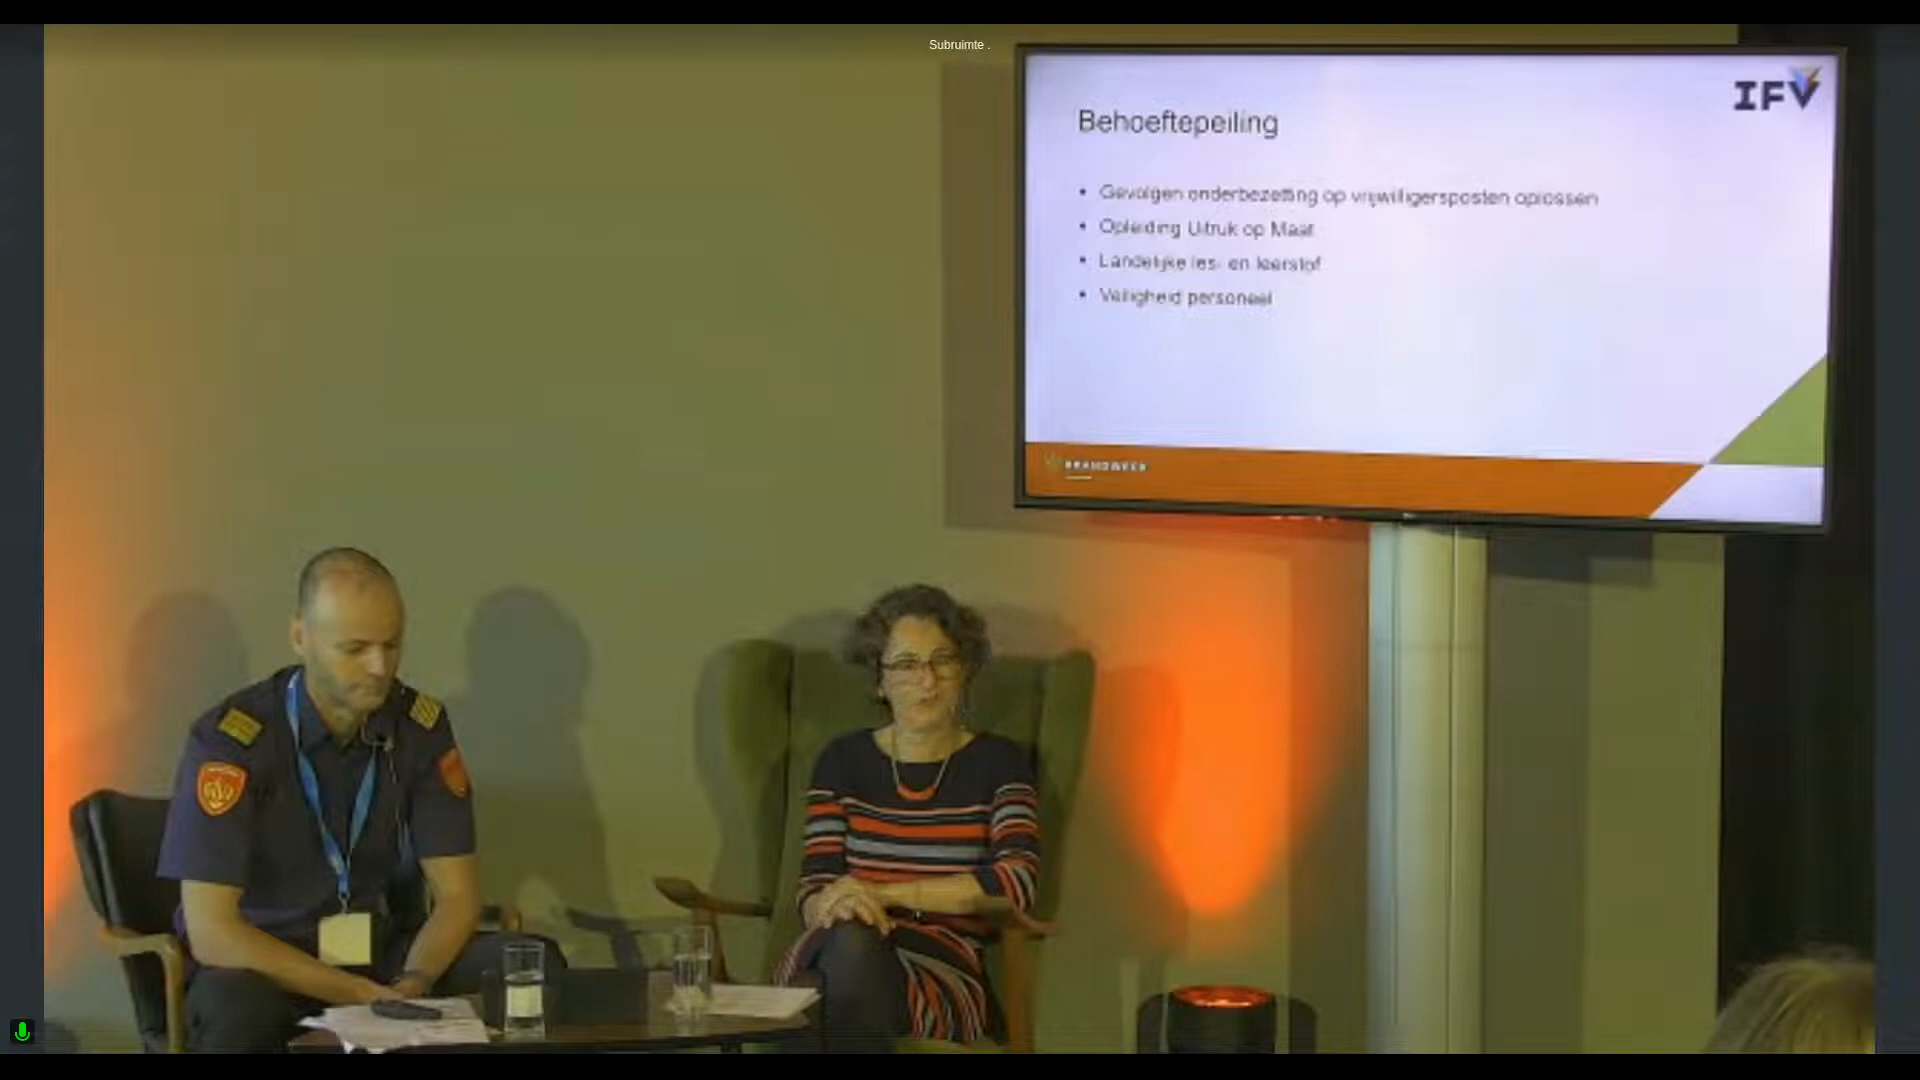 Subruimte .
IFV
Behoeftepeiling
• Gevolgen onderbezetting op vrijwilligersposten oplossen
• Opleiding Uitruk op Maat
• Landelijke les- en leerstof
• Veiligheid personeel
BRANDWEER